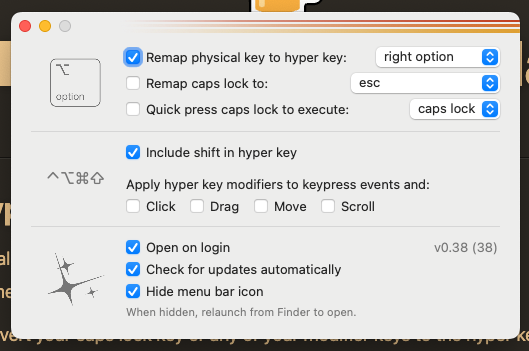 Remap physical key to hyper key: right option
⌥
option
Remap caps lock to: esc
Quick press caps lock to execute: caps lock
⌃⌥⌘⇧
Include shift in hyper key
Apply hyper key modifiers to keypress events and:
Click Drag Move Scroll
Open on login v0.38 (38)
Check for updates automatically
Hide menu bar icon
When hidden, relaunch from Finder to open.